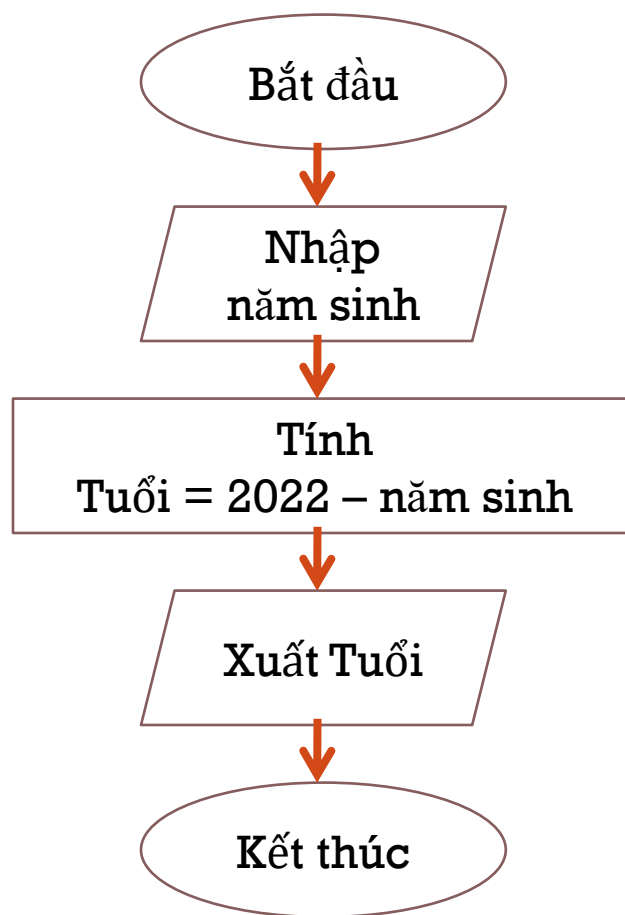 Bắt đầu
Nhập
năm sinh
Tính
Tuổi = 2022 – năm sinh
Xuất Tuổi
Kết thúc